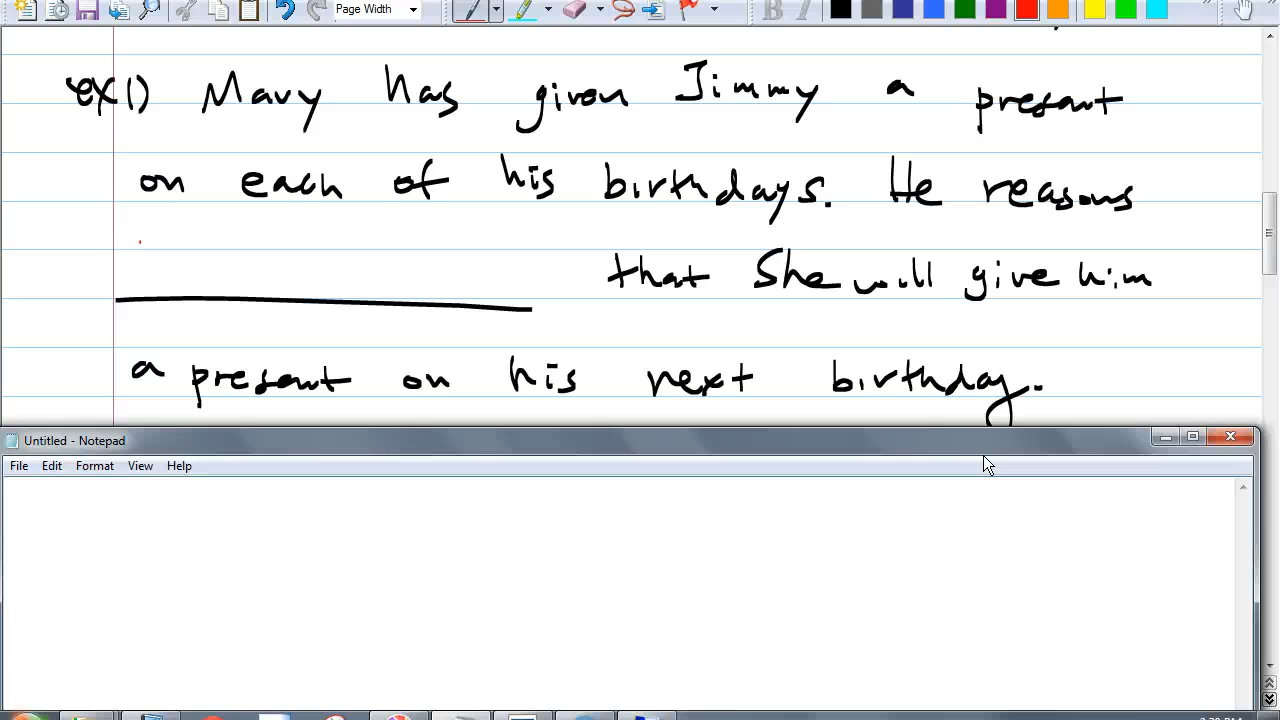 Page Width
ex1) Mary has given Jimmy a present
on each of his birthdays. He reasons
that She will give him
a present on his next birthday.
Untitled - Notepad
File Edit Format View Help